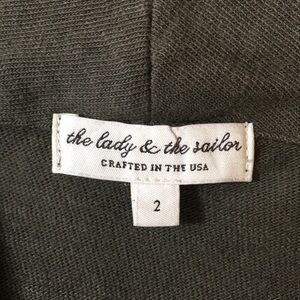 the lady & the sailor
CRAFTED IN THE USA
2